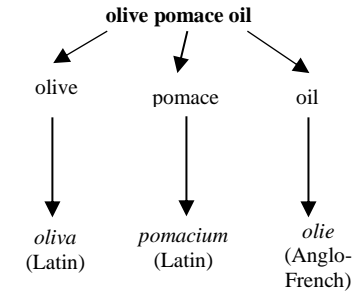 olive pomace oil
olive
pomace
oil
oliva
(Latin)
pomacium
(Latin)
olie
(Anglo-
French)